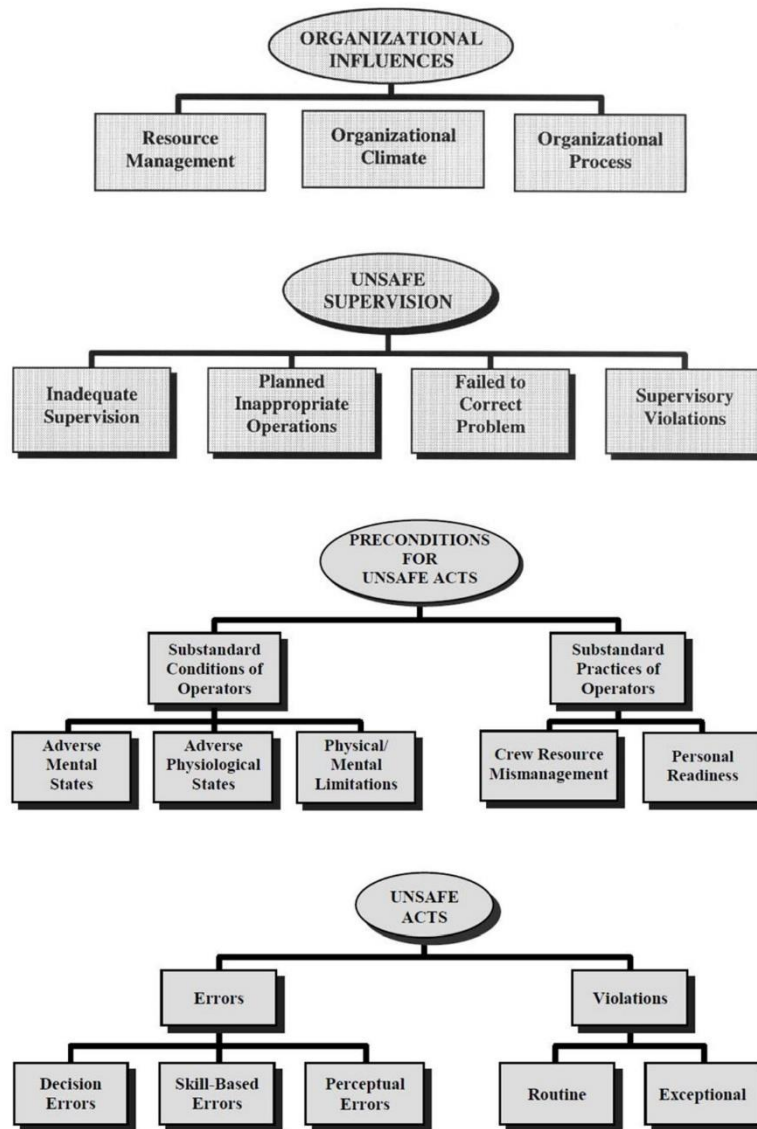 ORGANIZATIONAL
INFLUENCES
Resource
Management
Organizational
Climate
Organizational
Process
UNSAFE
SUPERVISION
Inadequate
Supervision
Planned
Inappropriate
Operations
Failed to
Correct
Problem
Supervisory
Violations
PRECONDITIONS
FOR
UNSAFE ACTS
Substandard
Conditions of
Operators
Substandard
Practices of
Operators
Adverse
Mental
States
Adverse
Physiological
States
Physical/
Mental
Limitations
Crew Resource
Mismanagement
Personal
Readiness
UNSAFE
ACTS
Errors
Violations
Decision
Errors
Skill-Based
Errors
Perceptual
Errors
Routine
Exceptional